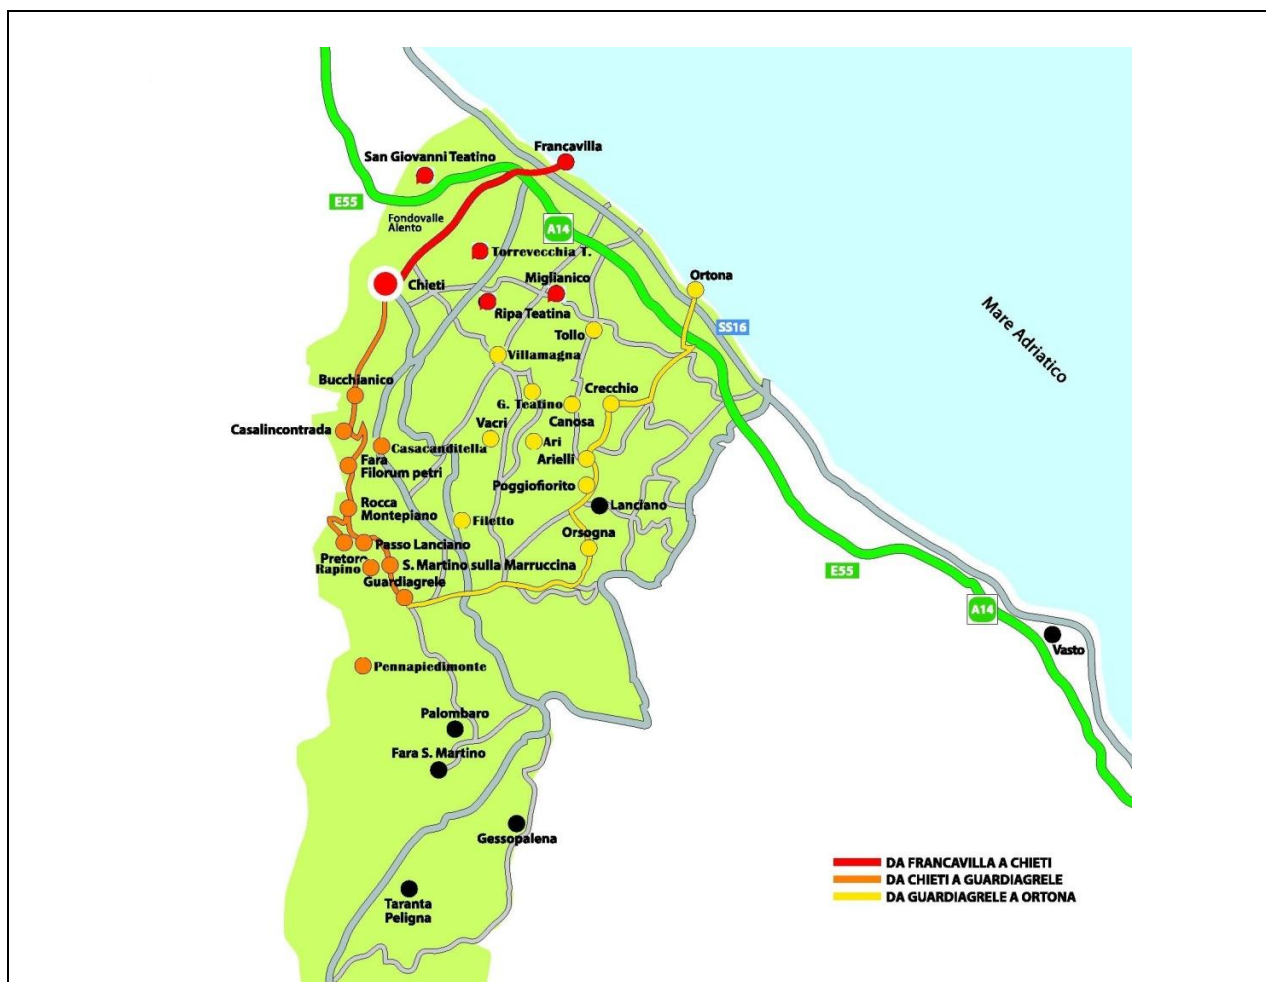 Francavilla
San Giovanni Teatino
E55
Fondovalle
Alento
A14
Torrevecchia T.
Ortona
Miglianico
Chieti
Ripa Teatina
Mare Adriatico
SS16
Tollo
Villamagna
Bucchianico
Crecchio
G. Teatino
Canosa
Casalincontrada
Vacri
Casacanditella
Ari
Arielli
Fara
Filorum petri
Poggiofiorito
Rocca
Montepiano
Lanciano
Filetto
Orsogna
Passo Lanciano
Pretoro
Rapino
S. Martino sulla Marruccina
Guardiagrele
E55
A14
Vasto
Pennapiedimonte
Palombaro
Fara S. Martino
Gessopalena
DA FRANCAVILLA A CHIETI
DA CHIETI A GUARDIAGRELE
DA GUARDIAGRELE A ORTONA
Taranta
Peligna